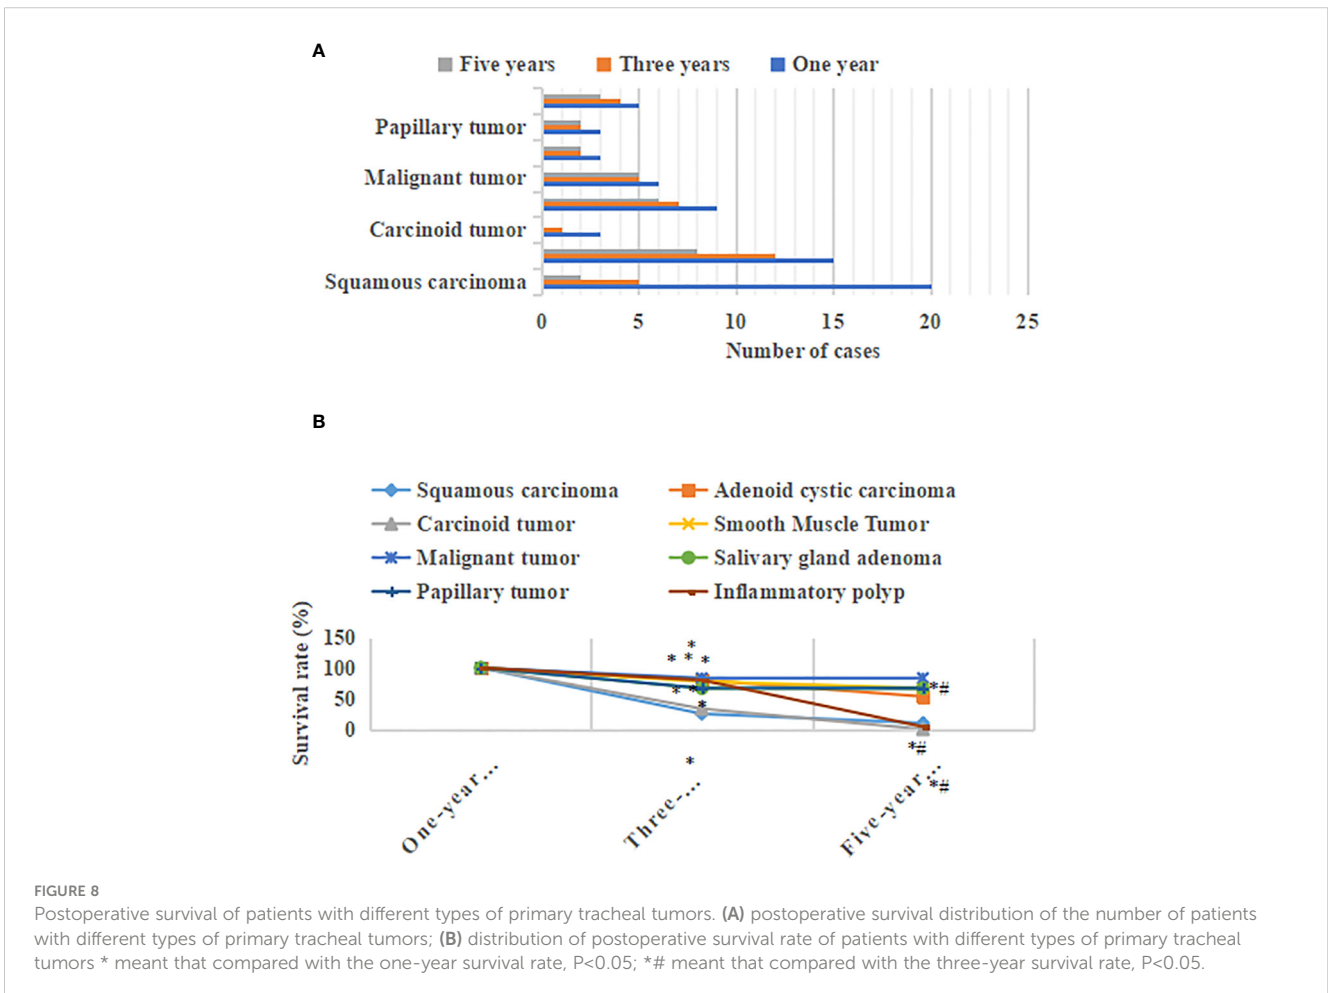 A
Five years Three years One year
Papillary tumor
Malignant tumor
Carcinoid tumor
Squamous carcinoma
0 5 10 15 20 25
Number of cases
B
Squamous carcinoma Adenoid cystic carcinoma
Carcinoid tumor Smooth Muscle Tumor
Malignant tumor Salivary gland adenoma
Papillary tumor Inflammatory polyp
Survival rate (%)
150
* * * *
100
* *
*#
50
*
0
*#
*
*#
One-year... Three-... Five-year...
FIGURE 8
Postoperative survival of patients with different types of primary tracheal tumors. (A) postoperative survival distribution of the number of patients
with different types of primary tracheal tumors; (B) distribution of postoperative survival rate of patients with different types of primary tracheal
tumors * meant that compared with the one-year survival rate, P<0.05; *# meant that compared with the three-year survival rate, P<0.05.